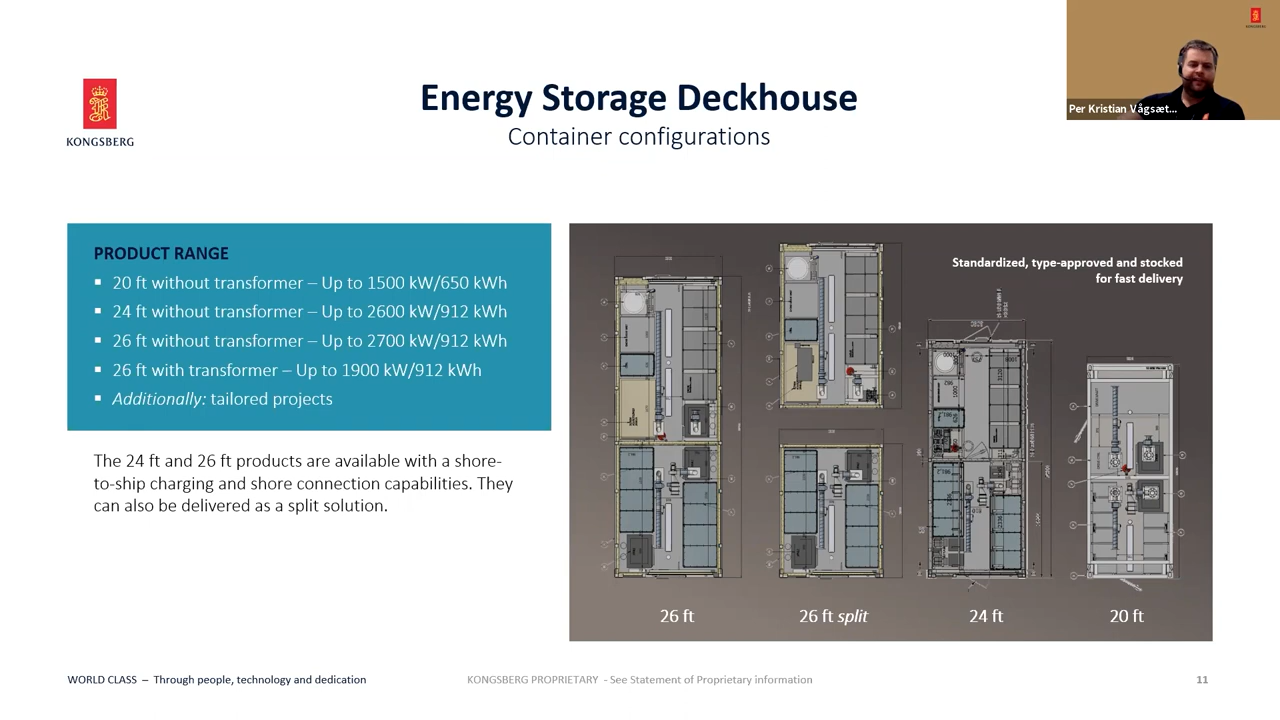 KONGSBERG
Per Kristian Vågsæt...
KONGSBERG
Energy Storage Deckhouse
Container configurations
PRODUCT RANGE
▪ 20 ft without transformer – Up to 1500 kW/650 kWh
▪ 24 ft without transformer – Up to 2600 kW/912 kWh
▪ 26 ft without transformer – Up to 2700 kW/912 kWh
▪ 26 ft with transformer – Up to 1900 kW/912 kWh
▪ Additionally: tailored projects
The 24 ft and 26 ft products are available with a shore-
to-ship charging and shore connection capabilities. They
can also be delivered as a split solution.
Standardized, type-approved and stocked
for fast delivery
26 ft
26 ft split
24 ft
20 ft
WORLD CLASS – Through people, technology and dedication
KONGSBERG PROPRIETARY - See Statement of Proprietary information
11